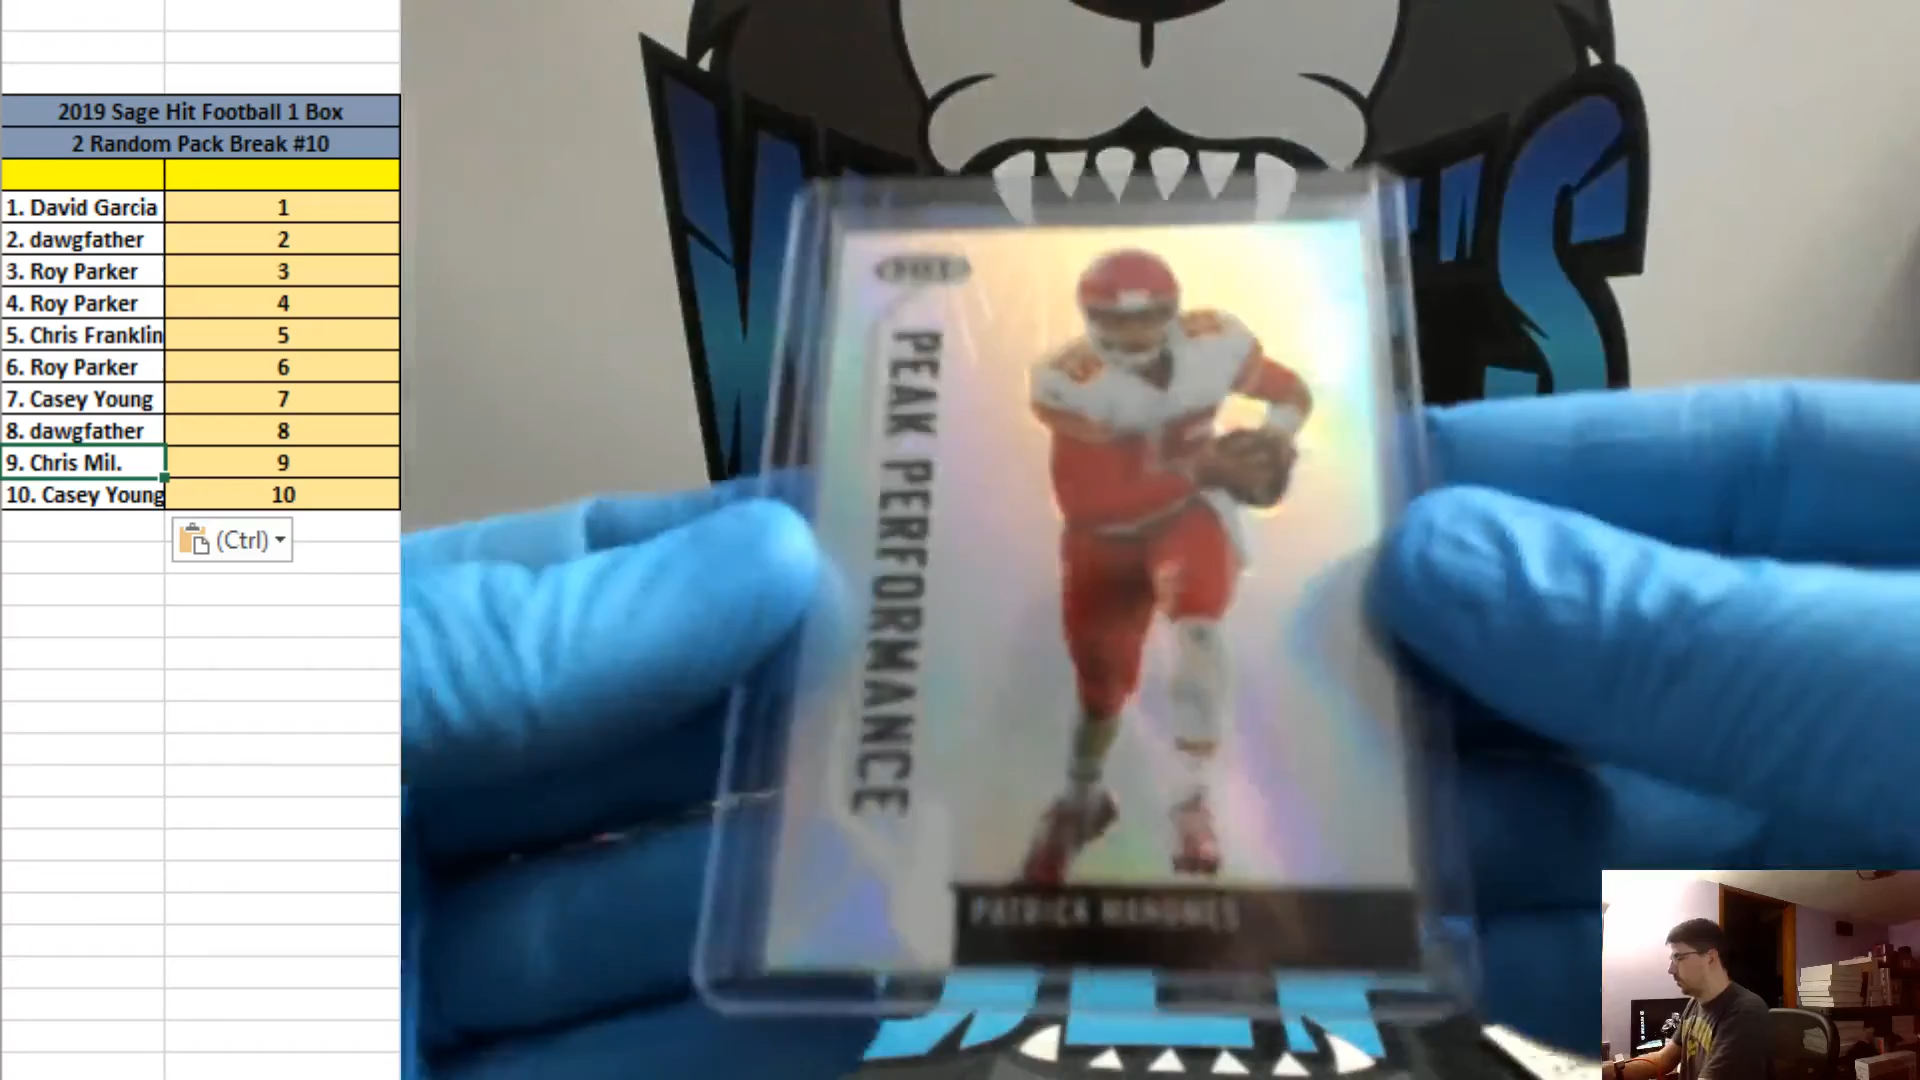 2019 Sage Hit Football 1 Box
2 Random Pack Break #10
1. David Garcia 1
2. dawgfather 2
3. Roy Parker 3
4. Roy Parker 4
5. Chris Franklin 5
6. Roy Parker 6
7. Casey Young 7
8. dawgfather 8
9. Chris Mil. 9
10. Casey Young 10
(Ctrl)
PEAK PERFORMANCE
PATRICK MAHOMES